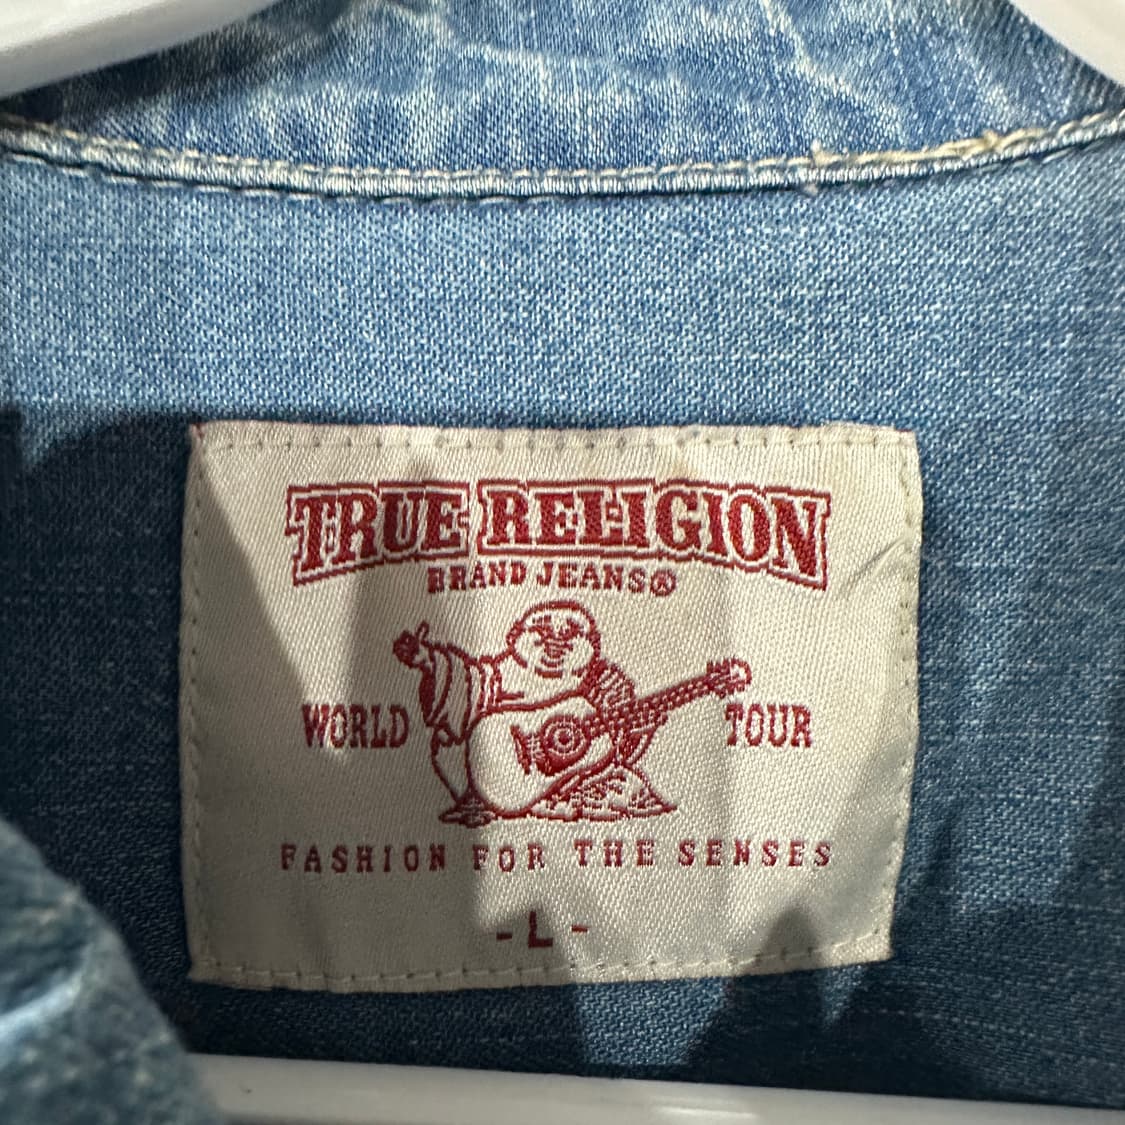 TRUE RELIGION
BRAND JEANS®
WORLD TOUR
FASHION FOR THE SENSES
- L -